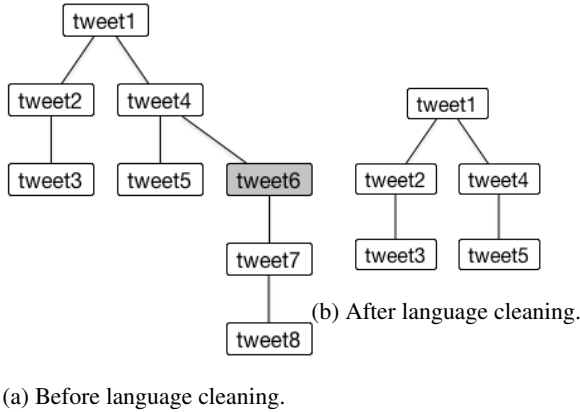 tweet1
tweet2 tweet4
tweet3 tweet5 tweet6
tweet7
tweet8
(a) Before language cleaning.
tweet1
tweet2 tweet4
tweet3 tweet5
(b) After language cleaning.